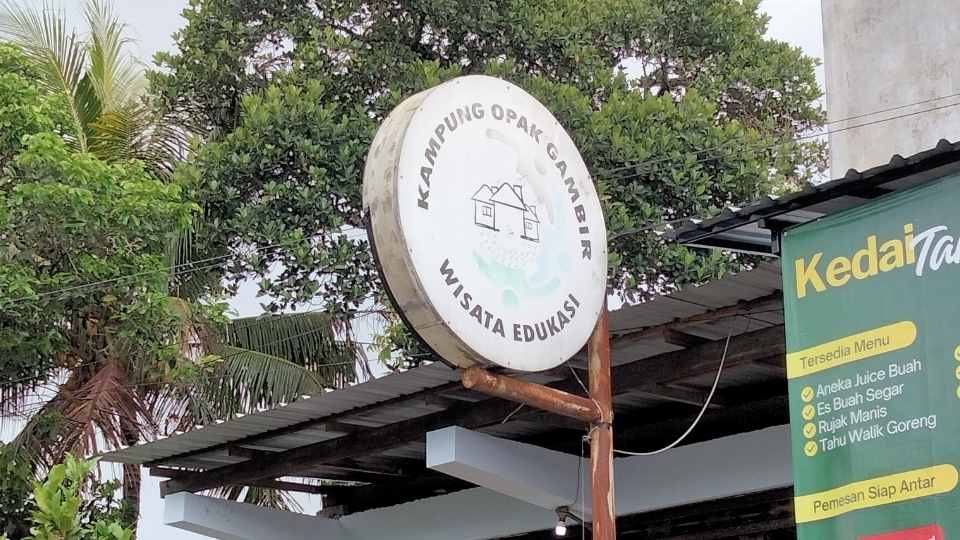 KAMPUNG OPAK GAMBIR
WISATA EDUKASI
Kedai
Tersedia Menu
Aneka Juice Buah
Es Buah Segar
Rujak Manis
Tahu Walik Goreng
Pemesan Siap Antar